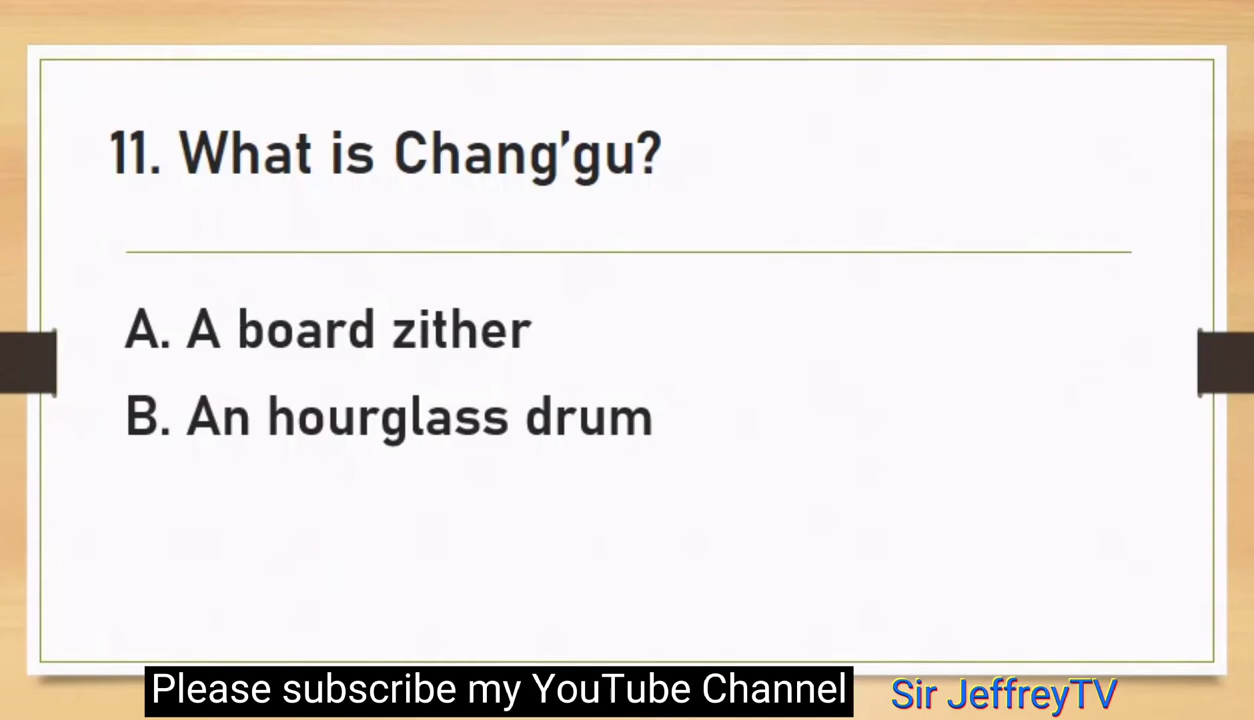 11. What is Chang’gu?
A. A board zither
B. An hourglass drum
Please subscribe my YouTube Channel
Sir JeffreyTV